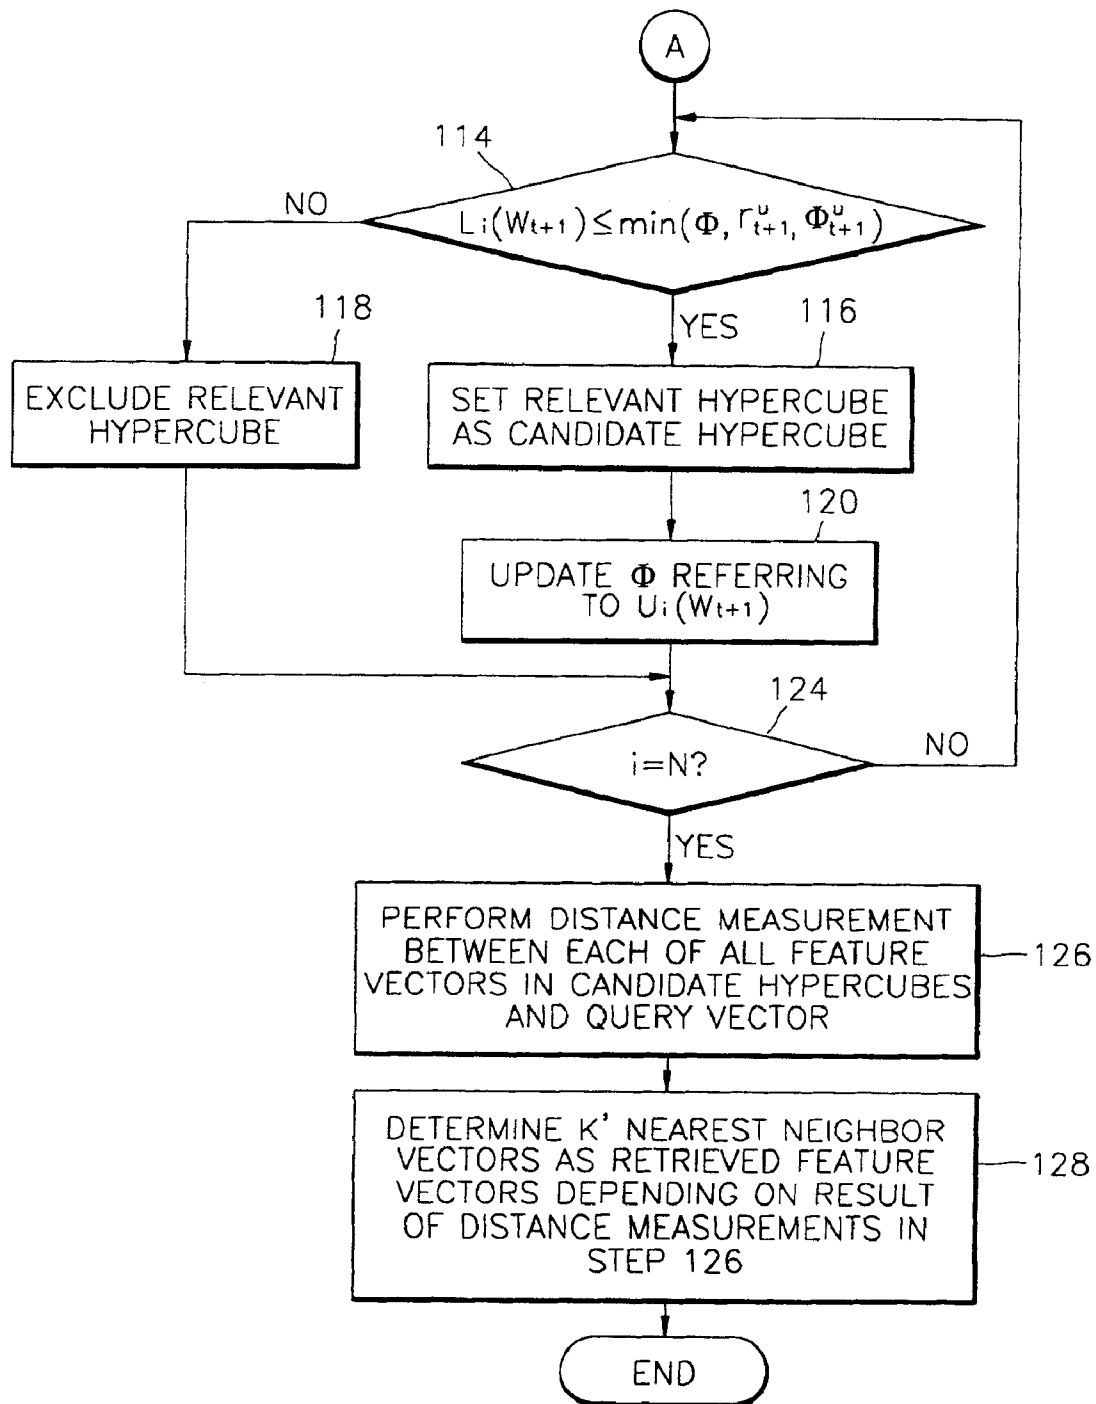 A
114
NO
Lᵢ(Wₜ₊₁)≤min(Φ, rᵘₜ₊₁, Φᵘₜ₊₁)
YES
118
116
EXCLUDE RELEVANT
HYPERCUBE
SET RELEVANT HYPERCUBE
AS CANDIDATE HYPERCUBE
120
UPDATE Φ REFERRING
TO Uᵢ(Wₜ₊₁)
124
i=N?
NO
YES
PERFORM DISTANCE MEASUREMENT
BETWEEN EACH OF ALL FEATURE
VECTORS IN CANDIDATE HYPERCUBES
AND QUERY VECTOR
126
DETERMINE K' NEAREST NEIGHBOR
VECTORS AS RETRIEVED FEATURE
VECTORS DEPENDING ON RESULT
OF DISTANCE MEASUREMENTS IN
STEP 126
128
END